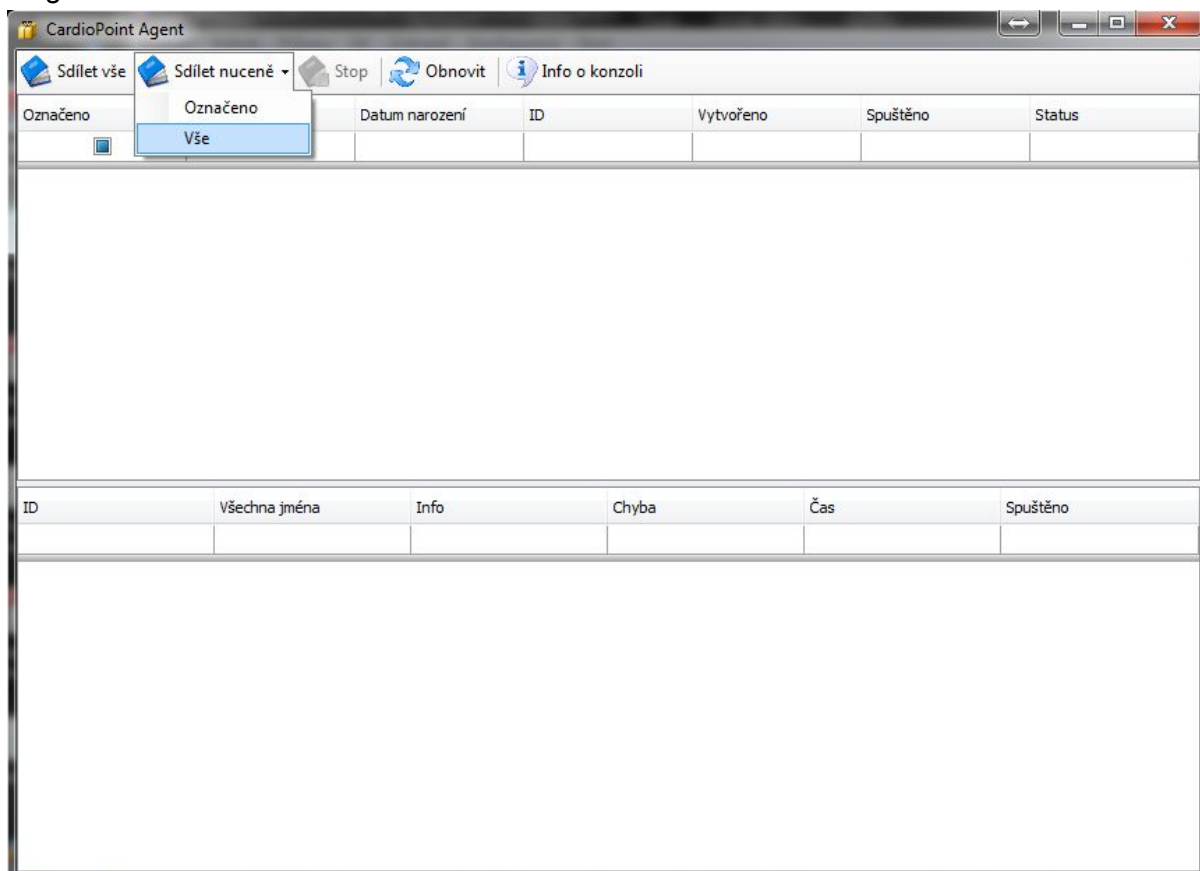 CardioPoint Agent
Sdílet vše Sdílet nuceně Stop Obnovit Info o konzoli
Označeno
Vše
Označeno Datum narození ID Vytvořeno Spuštěno Status
ID Všechna jména Info Chyba Čas Spuštěno